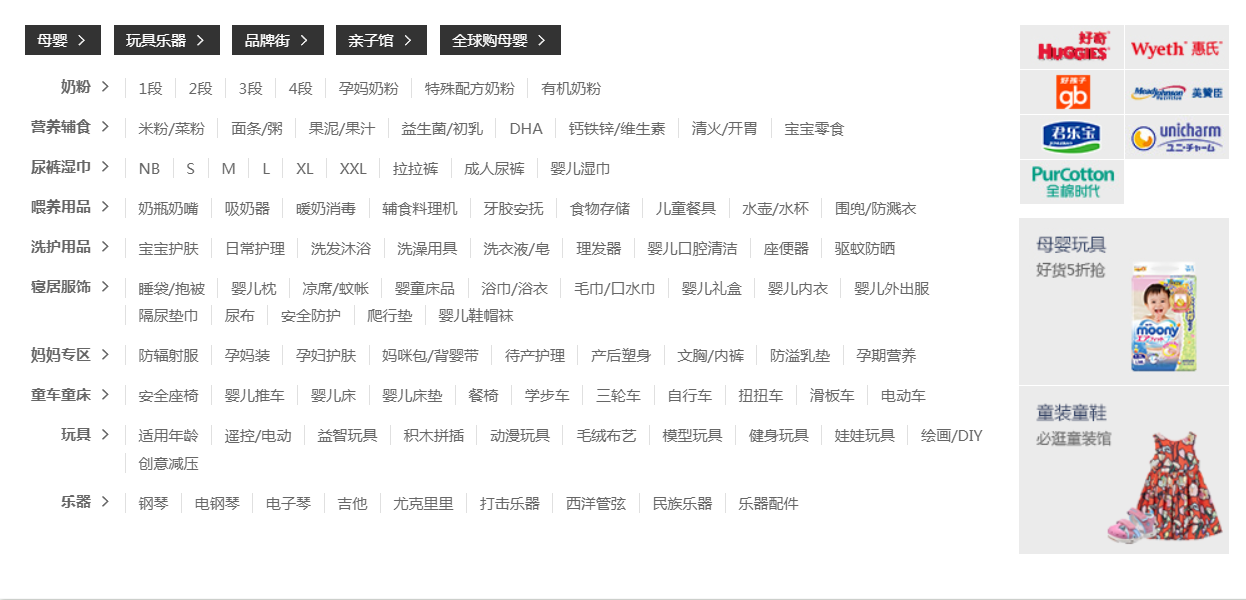 母婴 玩具乐器 品牌街 亲子馆 全球购母婴
奶粉 1段 2段 3段 4段 孕妈奶粉 特殊配方奶粉 有机奶粉
营养辅食 米粉/菜粉 面条/粥 果泥/果汁 益生菌/初乳 DHA 钙铁锌/维生素 清火/开胃 宝宝零食
尿裤湿巾 NB S M L XL XXL 拉拉裤 成人尿裤 婴儿湿巾
喂养用品 奶瓶奶嘴 吸奶器 暖奶消毒 辅食料理机 牙胶安抚 食物存储 儿童餐具 水壶/水杯 围兜/防溅衣
洗护用品 宝宝护肤 日常护理 洗发沐浴 洗澡用具 洗衣液/皂 理发器 婴儿口腔清洁 座便器 驱蚊防晒
寝居服饰 睡袋/抱被 婴儿枕 凉席/蚊帐 婴童床品 浴巾/浴衣 毛巾/口水巾 婴儿礼盒 婴儿内衣 婴儿外出服
隔尿垫巾 尿布 安全防护 爬行垫 婴儿鞋帽袜
妈妈专区 防辐射服 孕妈装 孕妇护肤 妈咪包/背婴带 待产护理 产后塑身 文胸/内裤 防溢乳垫 孕期营养
童车童床 安全座椅 婴儿推车 婴儿床 婴儿床垫 餐椅 学步车 三轮车 自行车 扭扭车 滑板车 电动车
玩具 适用年龄 遥控/电动 益智玩具 积木拼插 动漫玩具 毛绒布艺 模型玩具 健身玩具 娃娃玩具 绘画/DIY
创意减压
乐器 钢琴 电钢琴 电子琴 吉他 尤克里里 打击乐器 西洋管弦 民族乐器 乐器配件
好奇
HUGGIES
Wyeth 惠氏
好孩子
gb
MeadJohnson 美赞臣
君乐宝
unicharm
ユニ・チャーム
PurCotton
全棉时代
母婴玩具
好货5折抢
moony
童装童鞋
必逛童装馆